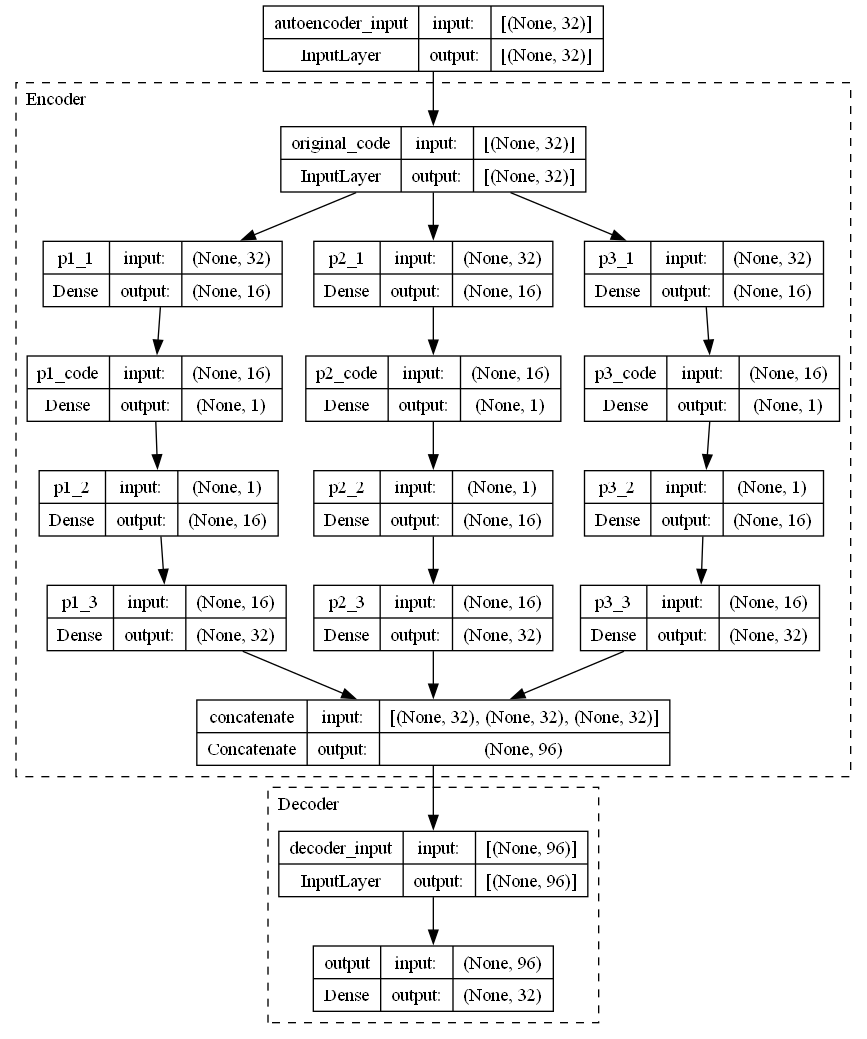 autoencoder_input input: [(None, 32)]
InputLayer output: [(None, 32)]
Encoder
original_code input: [(None, 32)]
InputLayer output: [(None, 32)]
p1_1 input: (None, 32) p2_1 input: (None, 32) p3_1 input: (None, 32)
Dense output: (None, 16) Dense output: (None, 16) Dense output: (None, 16)
p1_code input: (None, 16) p2_code input: (None, 16) p3_code input: (None, 16)
Dense output: (None, 1) Dense output: (None, 1) Dense output: (None, 1)
p1_2 input: (None, 1) p2_2 input: (None, 1) p3_2 input: (None, 1)
Dense output: (None, 16) Dense output: (None, 16) Dense output: (None, 16)
p1_3 input: (None, 16) p2_3 input: (None, 16) p3_3 input: (None, 16)
Dense output: (None, 32) Dense output: (None, 32) Dense output: (None, 32)
concatenate input: [(None, 32), (None, 32), (None, 32)]
Concatenate output: (None, 96)
Decoder
decoder_input input: [(None, 96)]
InputLayer output: [(None, 96)]
output input: (None, 96)
Dense output: (None, 32)